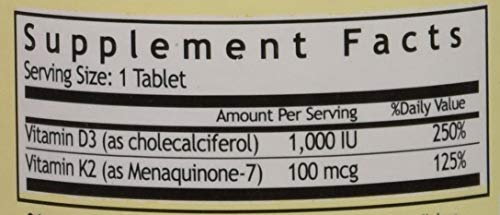 Supplement Facts
Serving Size: 1 Tablet
Amount Per Serving %Daily Value
Vitamin D3 (as cholecalciferol) 1,000 IU 250%
Vitamin K2 (as Menaquinone-7) 100 mcg 125%